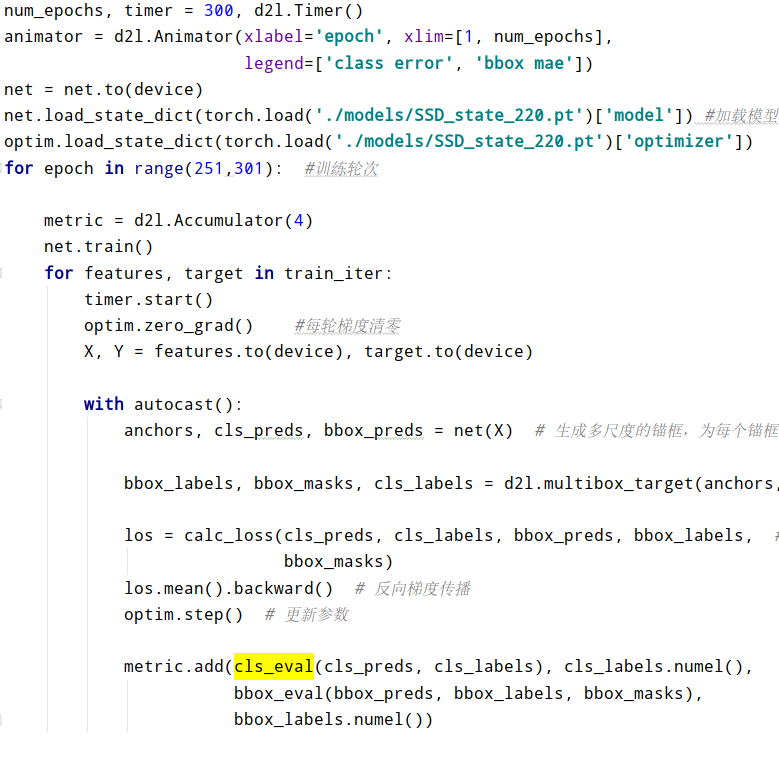 num_epochs, timer = 300, d2l.Timer()
animator = d2l.Animator(xlabel='epoch', xlim=[1, num_epochs],
                        legend=['class error', 'bbox mae'])
net = net.to(device)
net.load_state_dict(torch.load('./models/SSD_state_220.pt')['model']) #加载模型
optim.load_state_dict(torch.load('./models/SSD_state_220.pt')['optimizer'])
for epoch in range(251,301):  #训练轮次
    metric = d2l.Accumulator(4)
    net.train()
    for features, target in train_iter:
        timer.start()
        optim.zero_grad()    #每轮梯度清零
        X, Y = features.to(device), target.to(device)
        with autocast():
            anchors, cls_preds, bbox_preds = net(X)  # 生成多尺度的锚框，为每个锚框
            bbox_labels, bbox_masks, cls_labels = d2l.multibox_target(anchors,
            los = calc_loss(cls_preds, cls_labels, bbox_preds, bbox_labels,  #
                            bbox_masks)
            los.mean().backward()  # 反向梯度传播
            optim.step()  # 更新参数
            metric.add(cls_eval(cls_preds, cls_labels), cls_labels.numel(),
                       bbox_eval(bbox_preds, bbox_labels, bbox_masks),
                       bbox_labels.numel())